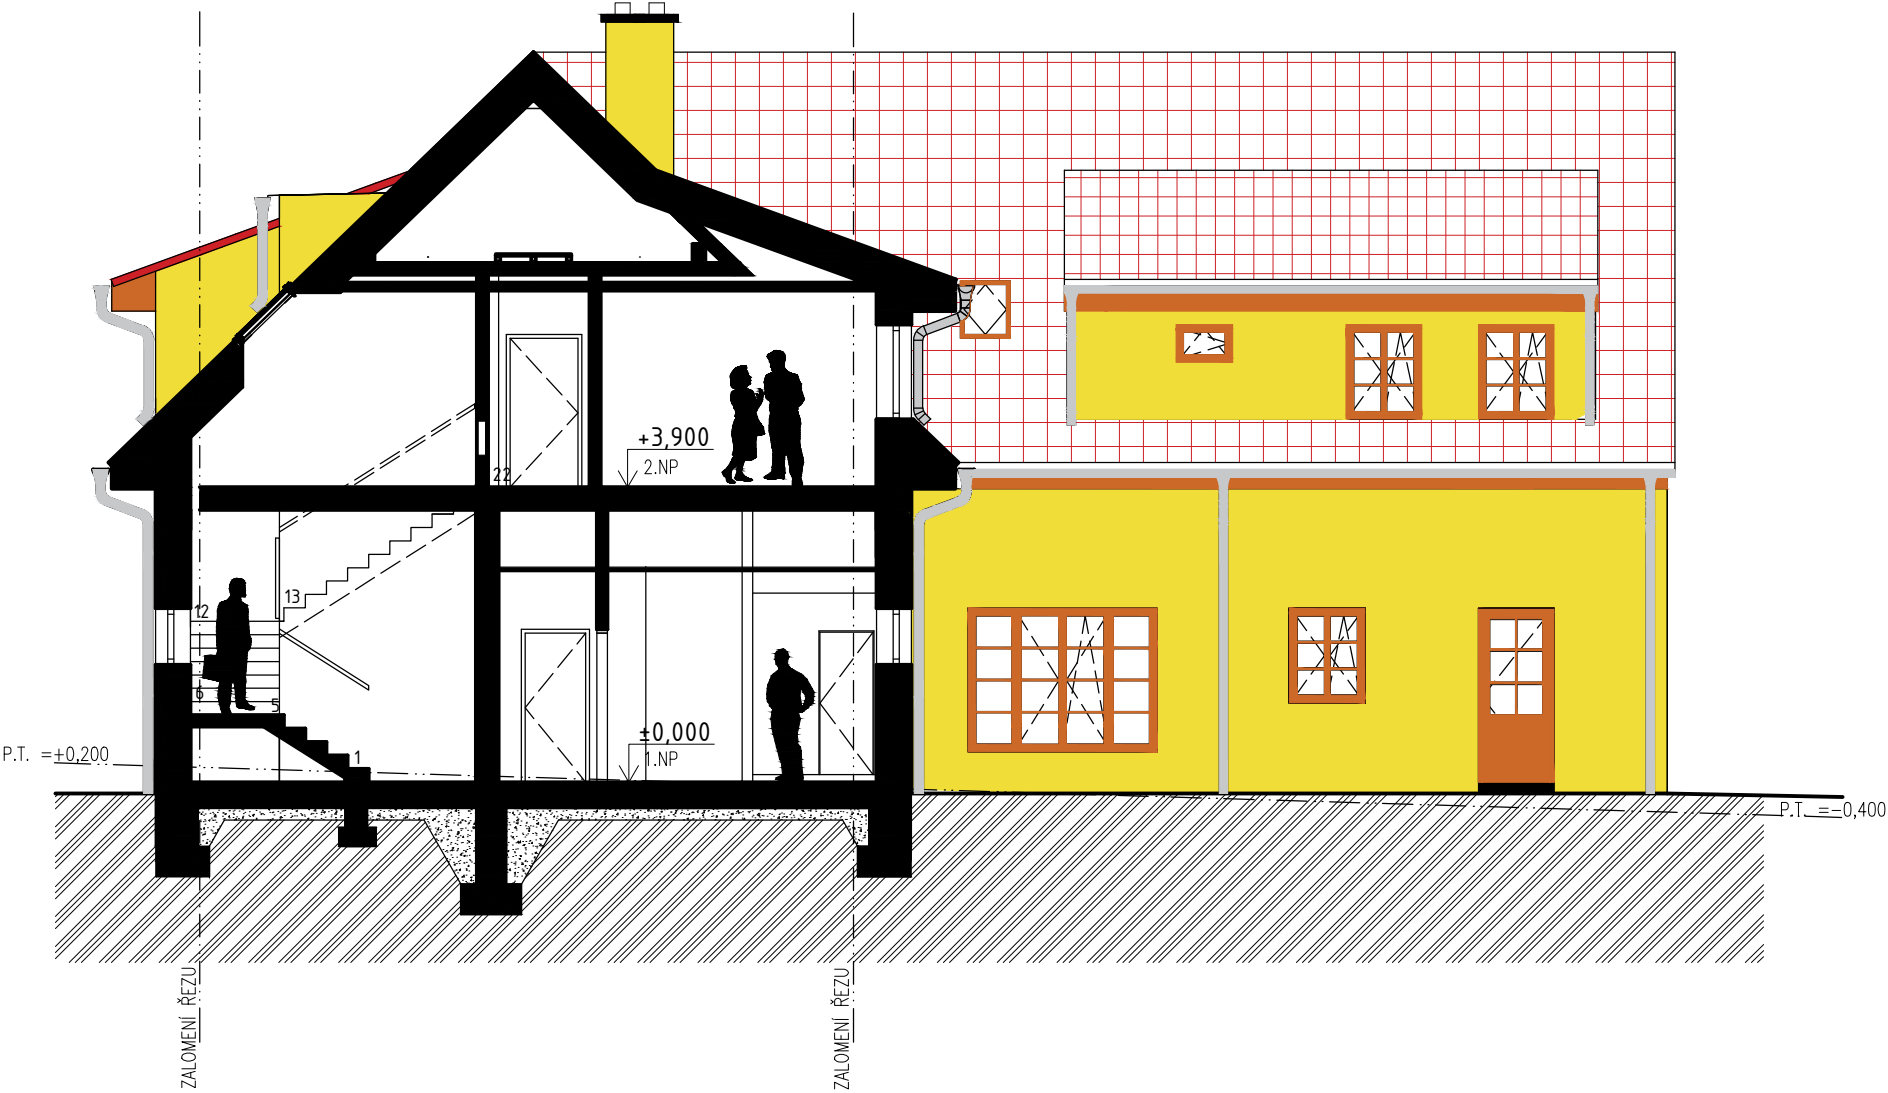 +3,900
2.NP
22
12
13
6
5
1
±0,000
1.NP
P.T. =+0,200
P.T. =-0,400
ZALOMENÍ ŘEZU
ZALOMENÍ ŘEZU